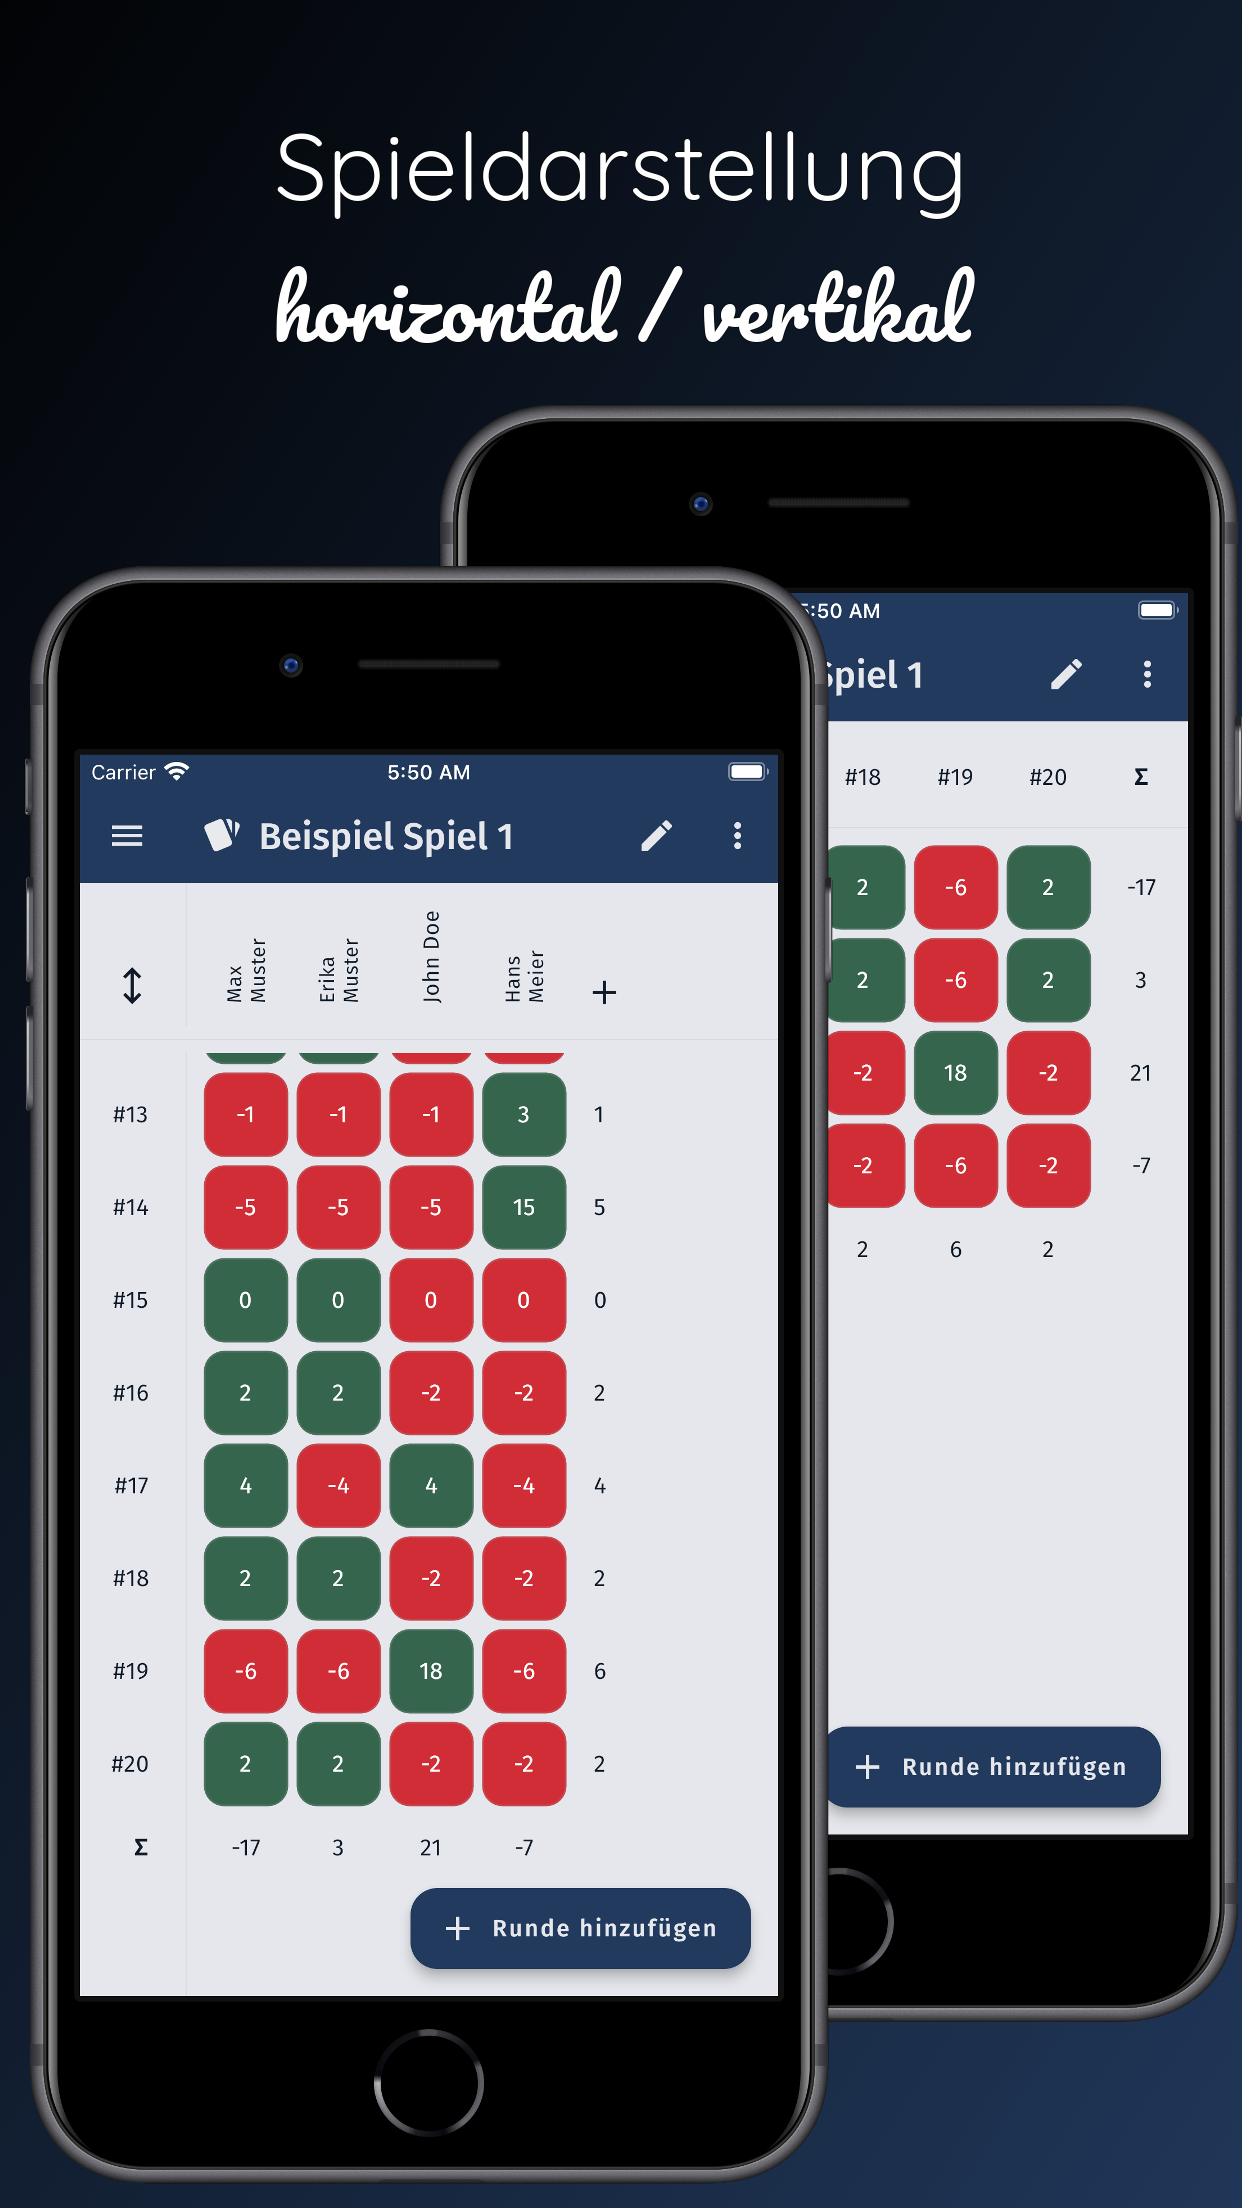 Spieldarstellung
horizontal / vertikal
5:50 AM
Spiel 1
#18 #19 #20 Σ
2 -6 2 -17
2 -6 2 3
-2 18 -2 21
-2 -6 -2 -7
2 6 2
+ Runde hinzufügen
Carrier 5:50 AM
Beispiel Spiel 1
Max
Muster
Erika
Muster
John Doe
Hans
Meier
+
#13 -1 -1 -1 3 1
#14 -5 -5 -5 15 5
#15 0 0 0 0 0
#16 2 2 -2 -2 2
#17 4 -4 4 -4 4
#18 2 2 -2 -2 2
#19 -6 -6 18 -6 6
#20 2 2 -2 -2 2
Σ -17 3 21 -7
+ Runde hinzufügen